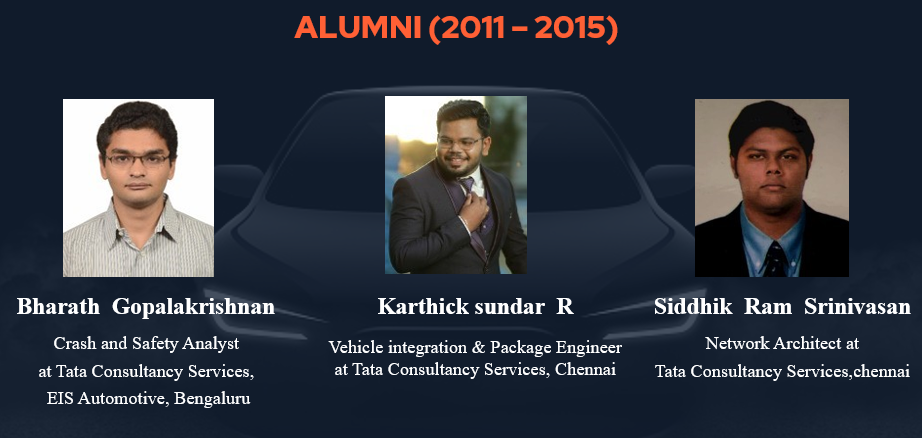 ALUMNI (2011 – 2015)
Bharath Gopalakrishnan
Crash and Safety Analyst
at Tata Consultancy Services,
EIS Automotive, Bengaluru
Karthick sundar R
Vehicle integration & Package Engineer
at Tata Consultancy Services, Chennai
Siddhik Ram Srinivasan
Network Architect at
Tata Consultancy Services,chennai